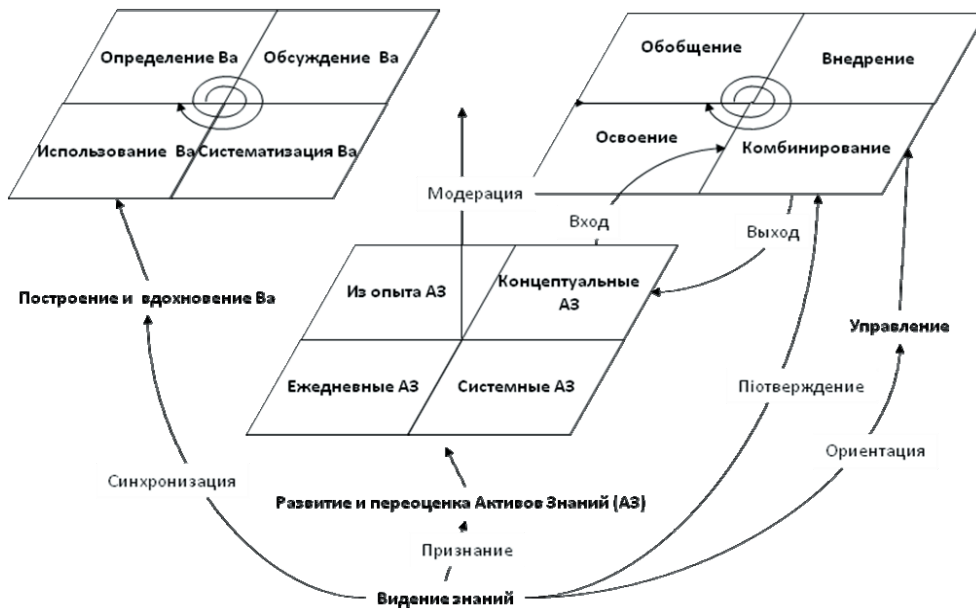 Определение Ва
Обсуждение Ва
Использование Ва
Систематизация Ва
Обобщение
Внедрение
Освоение
Комбинирование
Модерация
Вход
Выход
Из опыта АЗ
Концептуальные
АЗ
Ежедневные АЗ
Системные АЗ
Построение и вдохновение Ва
Управление
Піотверждение
Ориентация
Синхронизация
Развитие и переоценка Активов Знаний (АЗ)
Признание
Видение знаний